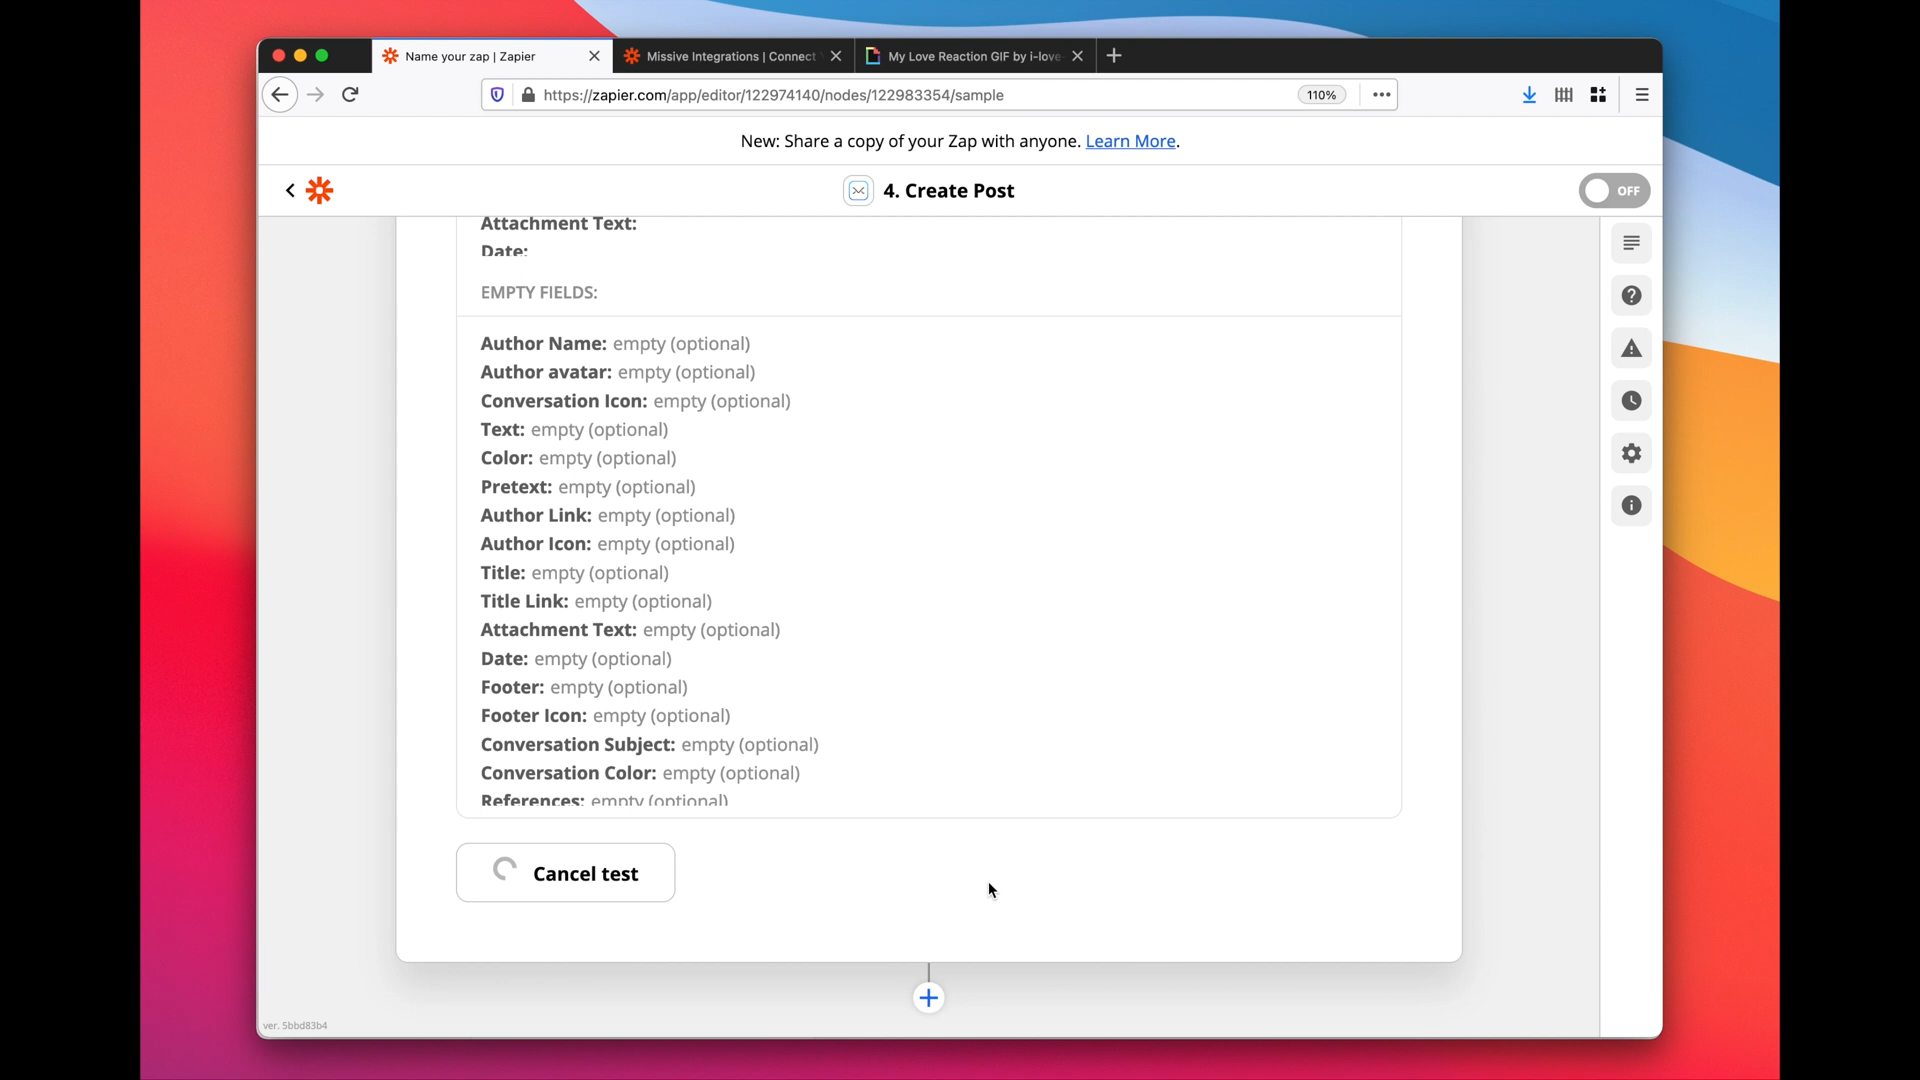 Name your zap | Zapier
Missive Integrations | Connect
My Love Reaction GIF by i-love-
https://zapier.com/app/editor/122974140/nodes/122983354/sample
110%
New: Share a copy of your Zap with anyone. Learn More.
4. Create Post
OFF
Attachment Text:
Date:
EMPTY FIELDS:
Author Name: empty (optional)
Author avatar: empty (optional)
Conversation Icon: empty (optional)
Text: empty (optional)
Color: empty (optional)
Pretext: empty (optional)
Author Link: empty (optional)
Author Icon: empty (optional)
Title: empty (optional)
Title Link: empty (optional)
Attachment Text: empty (optional)
Date: empty (optional)
Footer: empty (optional)
Footer Icon: empty (optional)
Conversation Subject: empty (optional)
Conversation Color: empty (optional)
References: empty (optional)
Cancel test
ver. 5bbd83b4